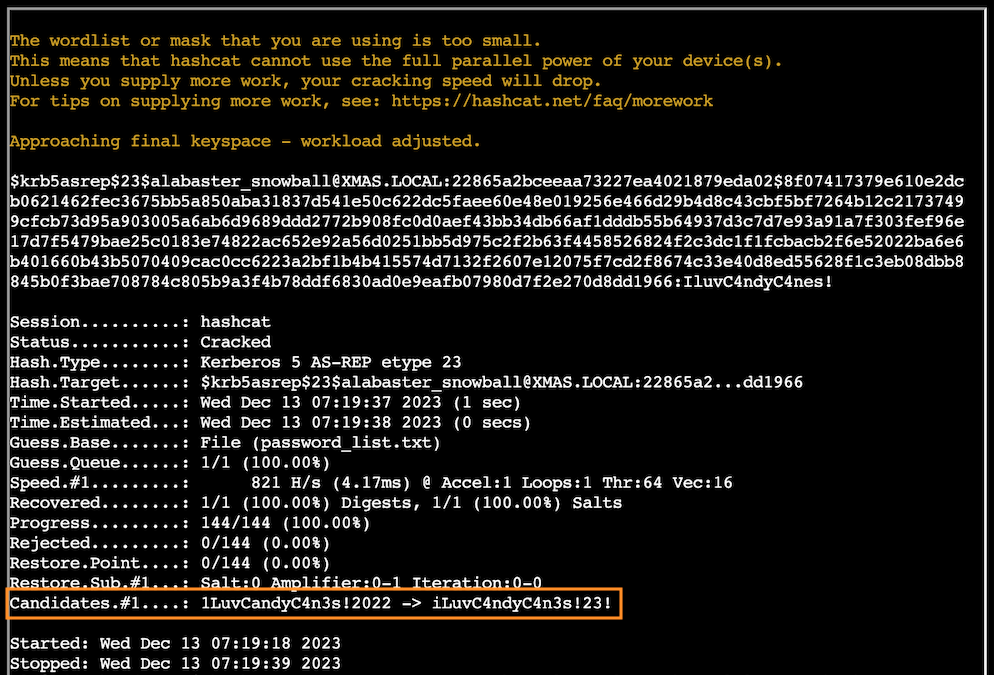 The wordlist or mask that you are using is too small.
This means that hashcat cannot use the full parallel power of your device(s).
Unless you supply more work, your cracking speed will drop.
For tips on supplying more work, see: https://hashcat.net/faq/morework
Approaching final keyspace - workload adjusted.
$krb5asrep$23$alabaster_snowball@XMAS.LOCAL:22865a2bceeaa73227ea4021879eda02$8f07417379e610e2dc
b0621462fec3675bb5a850aba31837d541e50c622dc5faee60e48e019256e466d29b4d8c43cbf5bf7264b12c2173749
9cfcb73d95a903005a6ab6d9689ddd2772b908fc0d0aef43bb34db66af1dddb55b64937d3c7d7e93a91a7f303fef96e
17d7f5479bae25c0183e74822ac652e92a56d0251bb5d975c2f2b63f4458526824f2c3dc1f1fcbacb2f6e52022ba6e6
b401660b43b5070409cac0cc6223a2bf1b4b415574d7132f2607e12075f7cd2f8674c33e40d8ed55628f1c3eb08dbb8
845b0f3bae708784c805b9a3f4b78ddf6830ad0e9eafb07980d7f2e270d8dd1966:IluvC4ndyC4nes!
Session..........: hashcat
Status...........: Cracked
Hash.Type........: Kerberos 5 AS-REP etype 23
Hash.Target......: $krb5asrep$23$alabaster_snowball@XMAS.LOCAL:22865a2...dd1966
Time.Started.....: Wed Dec 13 07:19:37 2023 (1 sec)
Time.Estimated...: Wed Dec 13 07:19:38 2023 (0 secs)
Guess.Base.......: File (password_list.txt)
Guess.Queue......: 1/1 (100.00%)
Speed.#1.........:      821 H/s (4.17ms) @ Accel:1 Loops:1 Thr:64 Vec:16
Recovered........: 1/1 (100.00%) Digests, 1/1 (100.00%) Salts
Progress.........: 144/144 (100.00%)
Rejected.........: 0/144 (0.00%)
Restore.Point....: 0/144 (0.00%)
Restore.Sub.#1...: Salt:0 Amplifier:0-1 Iteration:0-0
Candidates.#1....: 1LuvCandyC4n3s!2022 -> iLuvC4ndyC4n3s!23!
Started: Wed Dec 13 07:19:18 2023
Stopped: Wed Dec 13 07:19:39 2023